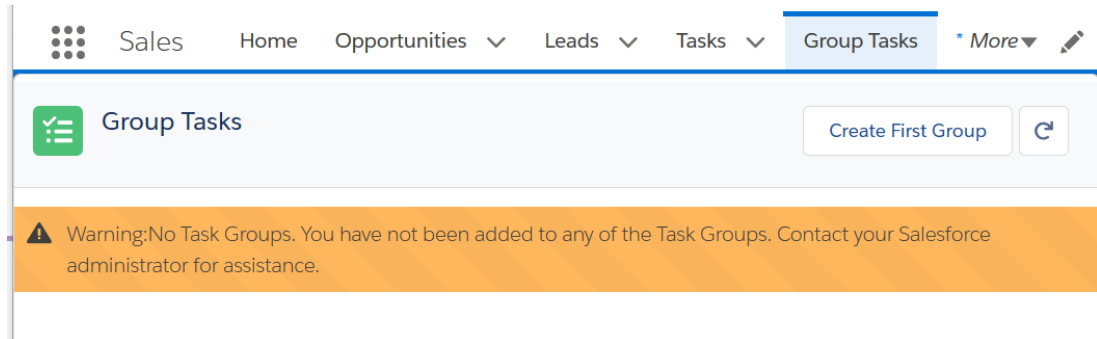 Sales Home Opportunities Leads Tasks Group Tasks * More
Group Tasks
Create First Group
Warning:No Task Groups. You have not been added to any of the Task Groups. Contact your Salesforce
administrator for assistance.